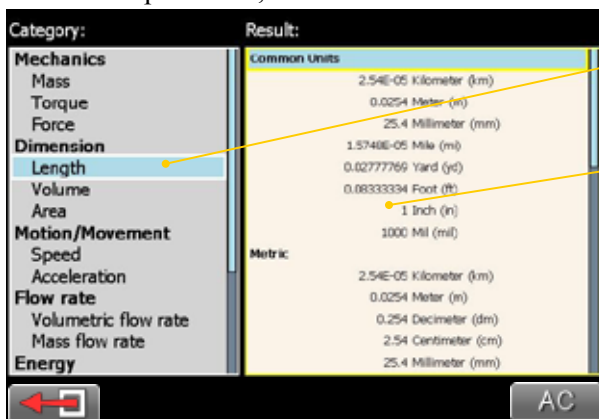 Category:
Mechanics
Mass
Torque
Force
Dimension
Length
Volume
Area
Motion/Movement
Speed
Acceleration
Flow rate
Volumetric flow rate
Mass flow rate
Energy
Result:
Common Units
2.54E-05 Kilometer (km)
0.0254 Meter (m)
25.4 Millimeter (mm)
1.5740E-05 Mile (mi)
0.02777769 Yard (yd)
0.08333334 Foot (ft)
1 Inch (in)
1000 Mil (mil)
Metric
2.54E-05 Kilometer (km)
0.0254 Meter (m)
0.254 Decimeter (dm)
2.54 Centimeter (cm)
25.4 Millimeter (mm)
AC